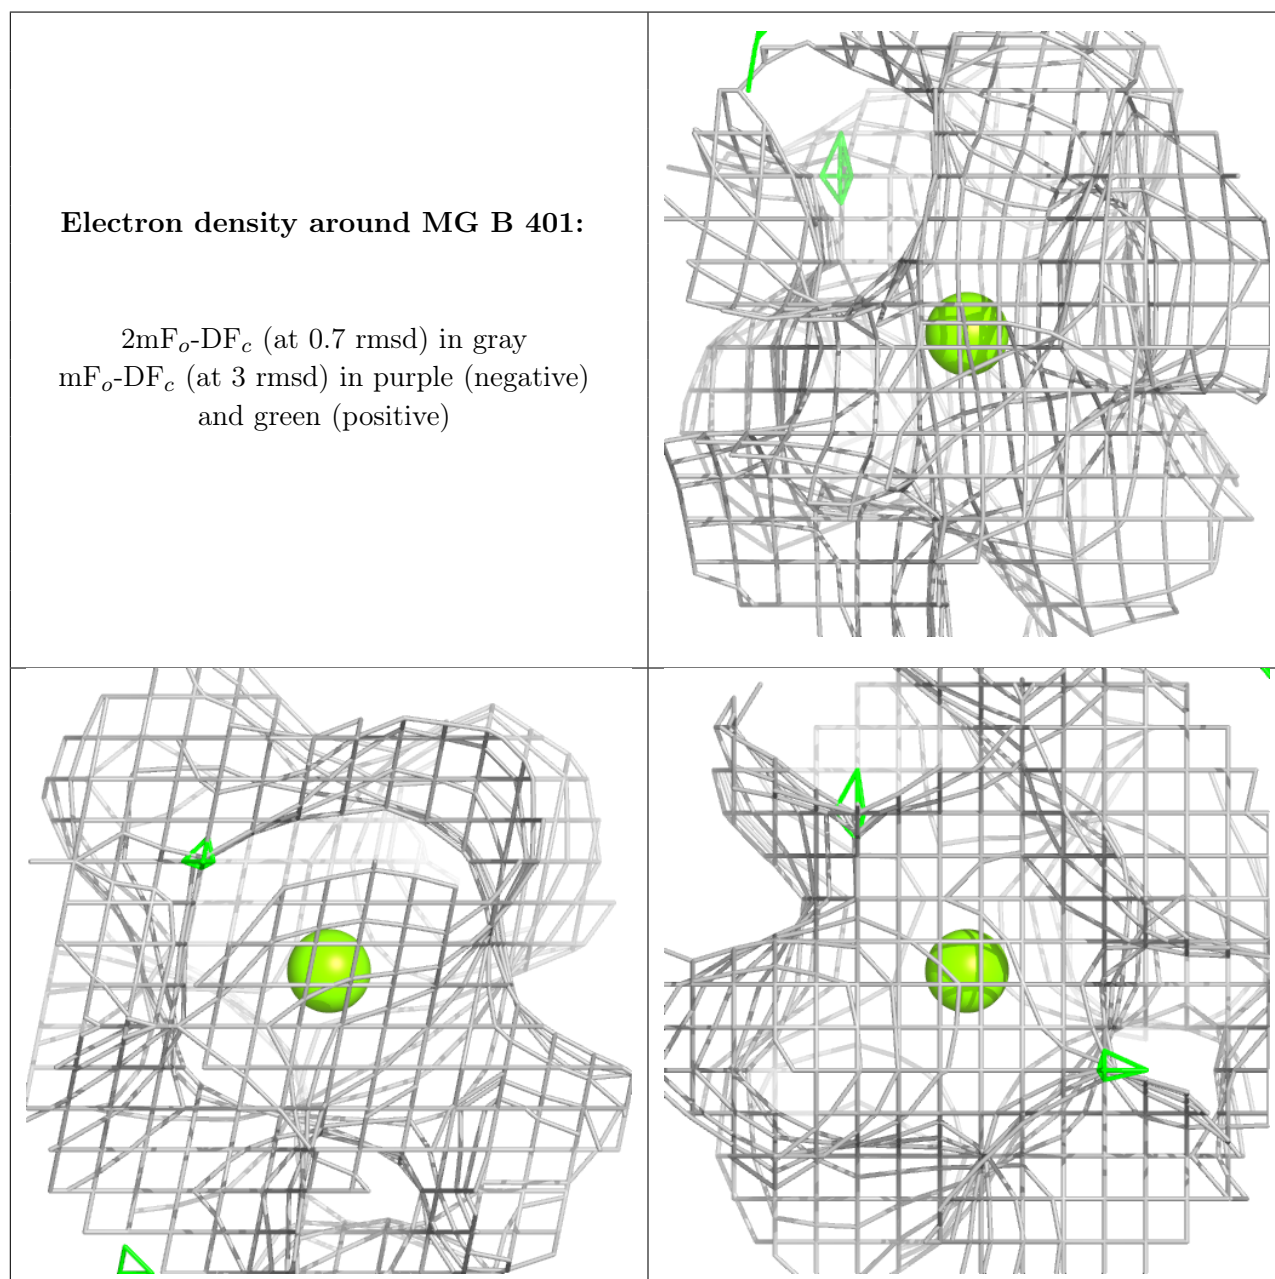 Electron density around MG B 401:
2mFo-DFc (at 0.7 rmsd) in gray
mFo-DFc (at 3 rmsd) in purple (negative)
and green (positive)